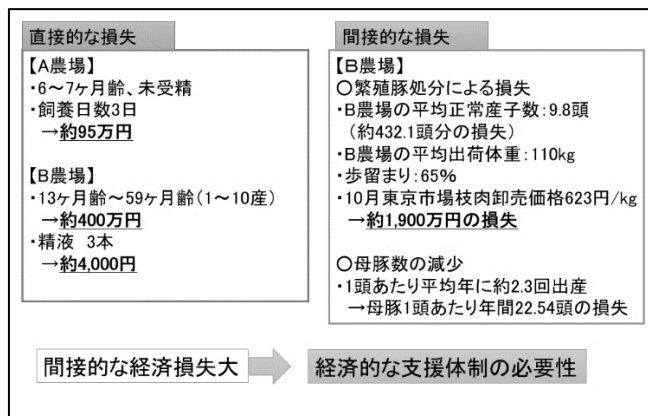 直接的な損失
【A農場】
・6～7ヶ月齢、未受精
・飼養日数3日
→約95万円
【B農場】
・13ヶ月齢～59ヶ月齢(1～10産)
→約400万円
・精液 3本
→約4,000円
間接的な損失
【B農場】
○繁殖豚処分による損失
・B農場の平均正常産子数:9.8頭
(約432.1頭分の損失)
・B農場の平均出荷体重:110kg
・歩留まり:65%
・10月東京市場枝肉卸売価格623円/kg
→約1,900万円の損失
○母豚数の減少
・1頭あたり平均年に約2.3回出産
→母豚1頭あたり年間22.54頭の損失
間接的な経済損失大
経済的な支援体制の必要性